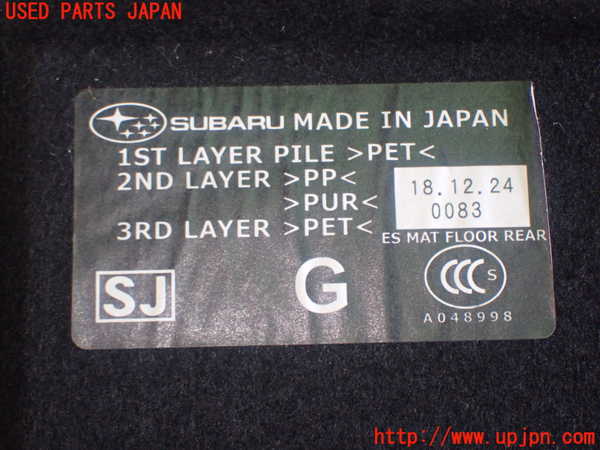 USED PARTS JAPAN
SUBARU MADE IN JAPAN
1ST LAYER PILE >PET<
2ND LAYER >PP<
>PUR<
18.12.24
0083
3RD LAYER >PET<
ES MAT FLOOR REAR
SJ
G
CCC S
A048998
http://www.upjpn.com